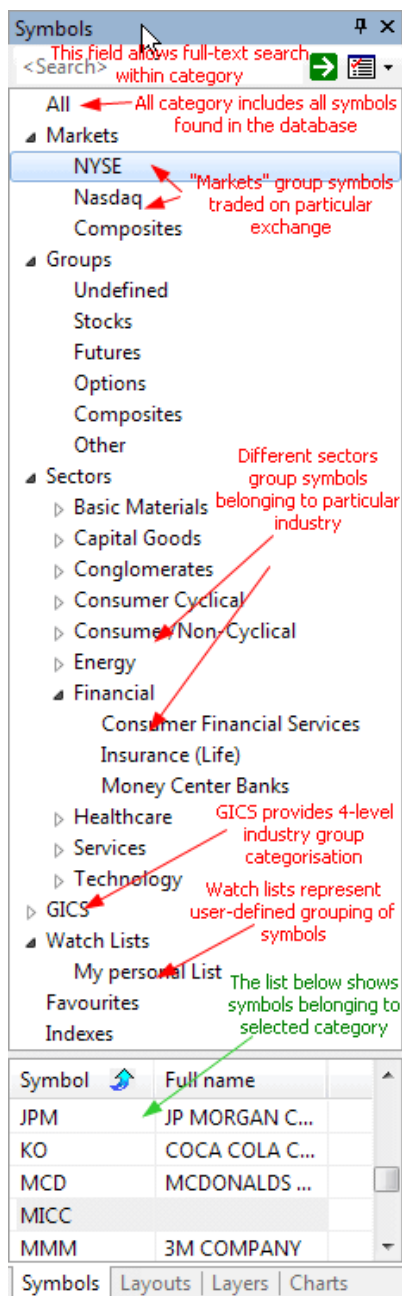 Symbols
This field allows full-text search
<Search> within category
All All category includes all symbols
found in the database
Markets
NYSE
"Markets" group symbols
Nasdaq traded on particular
Composites exchange
Groups
Undefined
Stocks
Futures
Options
Composites
Other
Different sectors
Sectors group symbols
Basic Materials belonging to particular
industry
Capital Goods
Conglomerates
Consumer Cyclical
Consumer/Non-Cyclical
Energy
Financial
Consumer Financial Services
Insurance (Life)
Money Center Banks
Healthcare GICS provides 4-level
industry group
Services categorisation
Technology
Watch lists represent
GICS user-defined grouping of
Watch Lists symbols
My personal List
The list below shows
Favourites symbols belonging to
Indexes selected category
Symbol Full name
JPM JP MORGAN C...
KO COCA COLA C...
MCD MCDONALDS ...
MICC
MMM 3M COMPANY
Symbols Layouts Layers Charts